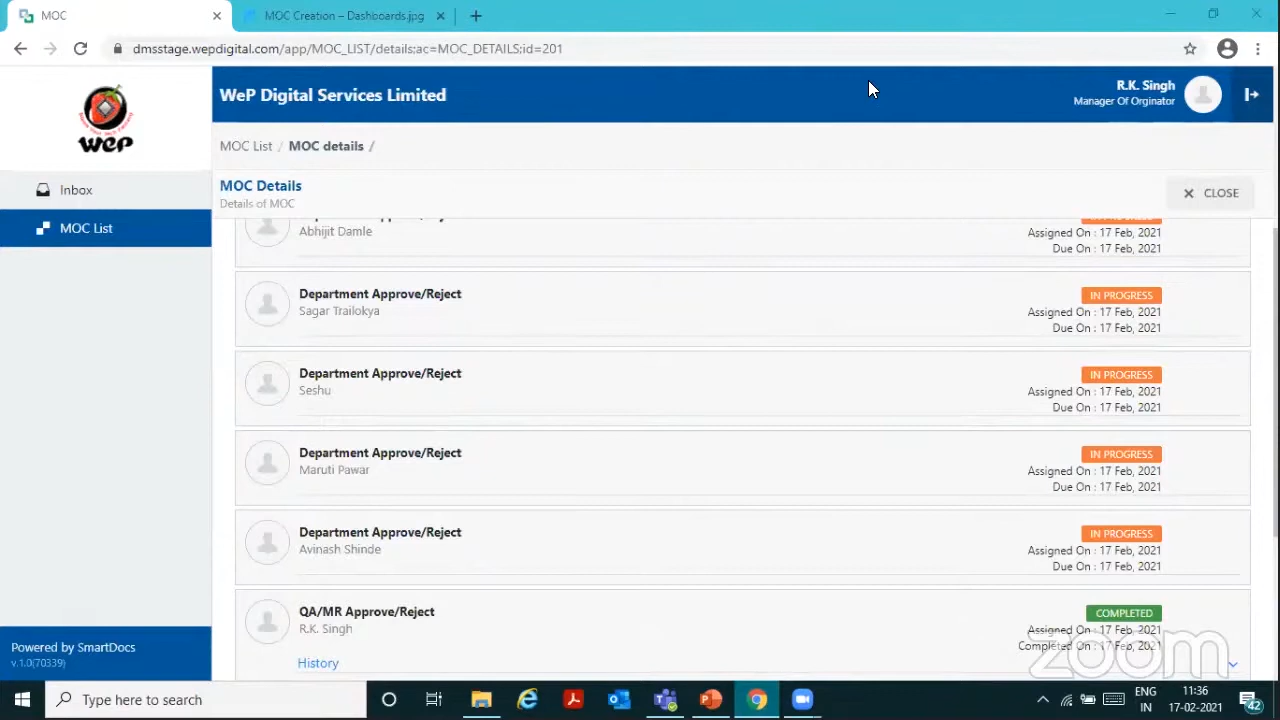 MOC
MOC Creation – Dashboards.jpg
dmsstage.wepdigital.com/app/MOC_LIST/details;ac=MOC_DETAILS;id=201
WeP
WeP Digital Services Limited
R.K. Singh
Manager Of Orginator
Inbox
MOC List
MOC List / MOC details /
MOC Details
Details of MOC
CLOSE
Abhijit Damle
Assigned On : 17 Feb, 2021
Due On : 17 Feb, 2021
Department Approve/Reject
Sagar Trailokya
IN PROGRESS
Assigned On : 17 Feb, 2021
Due On : 17 Feb, 2021
Department Approve/Reject
Seshu
IN PROGRESS
Assigned On : 17 Feb, 2021
Due On : 17 Feb, 2021
Department Approve/Reject
Maruti Pawar
IN PROGRESS
Assigned On : 17 Feb, 2021
Due On : 17 Feb, 2021
Department Approve/Reject
Avinash Shinde
IN PROGRESS
Assigned On : 17 Feb, 2021
Due On : 17 Feb, 2021
QA/MR Approve/Reject
R.K. Singh
COMPLETED
Assigned On : 17 Feb, 2021
Completed On : 17 Feb, 2021
History
zoom
Powered by SmartDocs
v.1.0(70339)
Type here to search
ENG
IN
11:36
17-02-2021
42